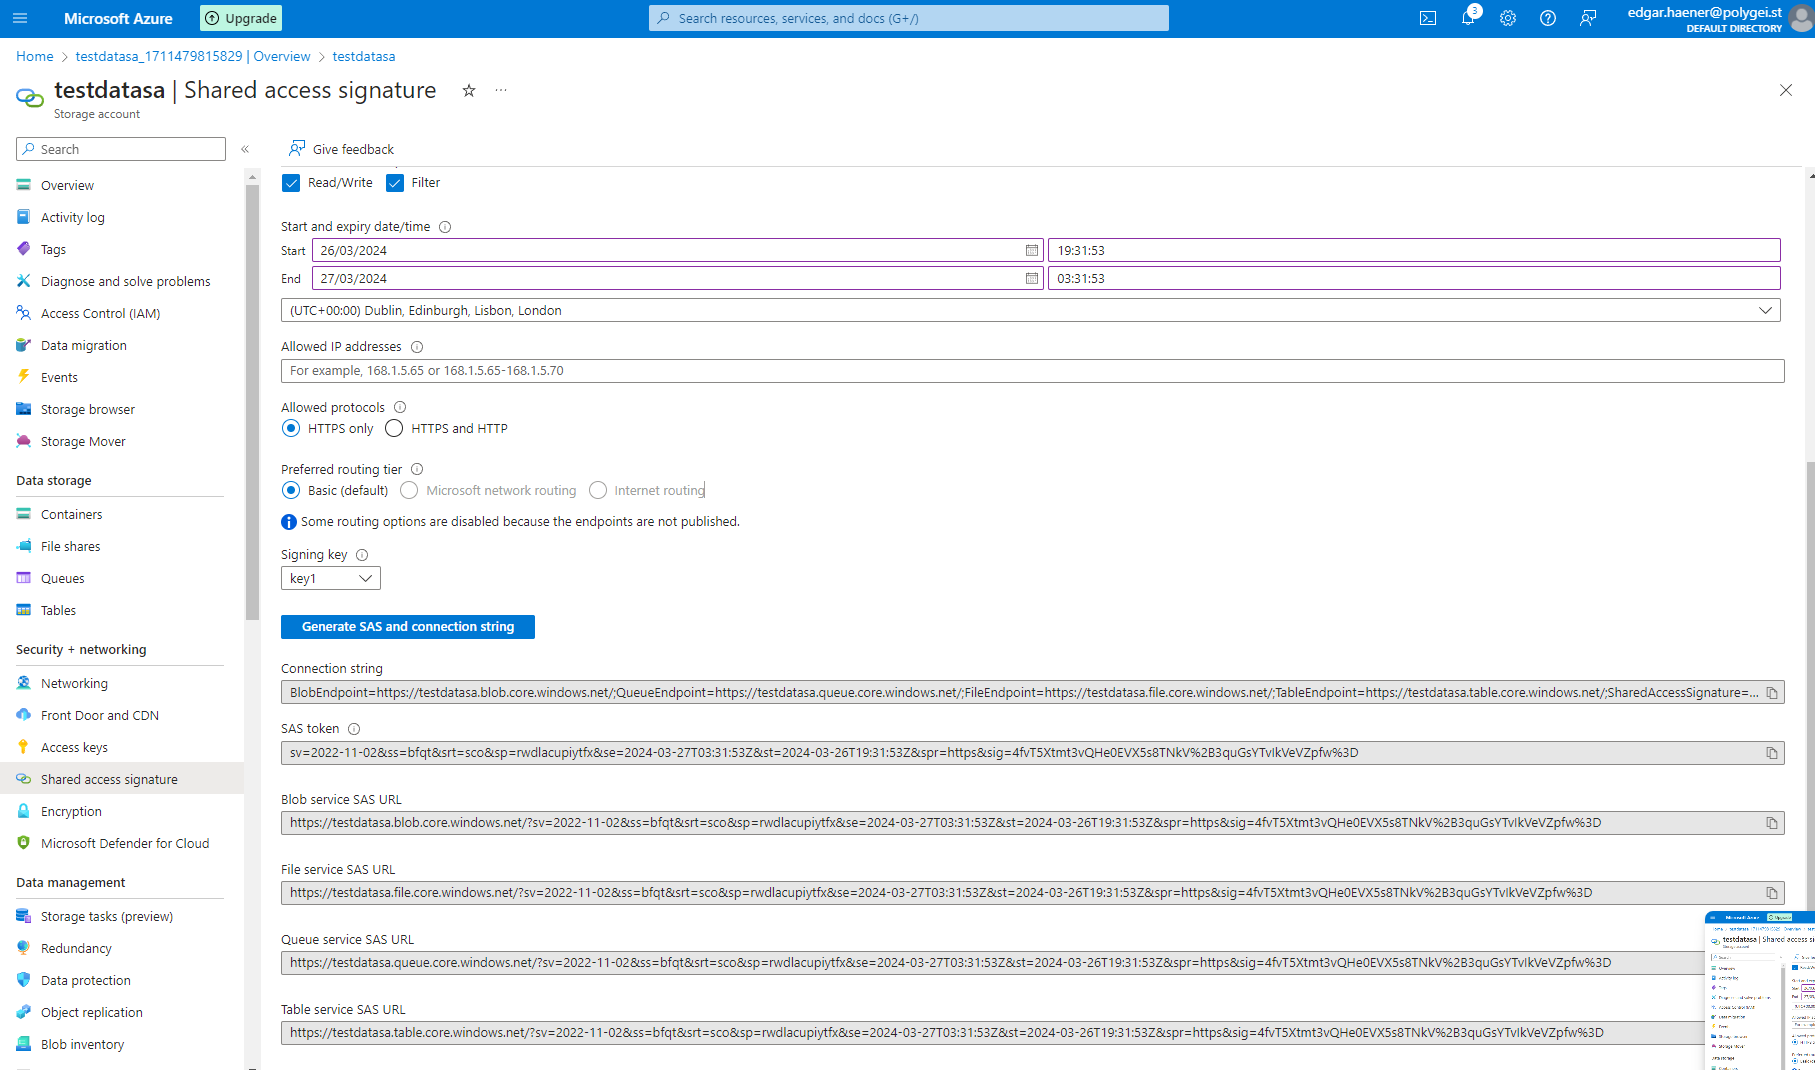 Microsoft Azure
Upgrade
Search resources, services, and docs (G+/)
3
edgar.haener@polygei.st
DEFAULT DIRECTORY
Home > testdatasa_1711479815829 | Overview > testdatasa
testdatasa | Shared access signature
Storage account
Search
Give feedback
Overview
Activity log
Tags
Diagnose and solve problems
Access Control (IAM)
Data migration
Events
Storage browser
Storage Mover
Data storage
Containers
File shares
Queues
Tables
Security + networking
Networking
Front Door and CDN
Access keys
Shared access signature
Encryption
Microsoft Defender for Cloud
Data management
Storage tasks (preview)
Redundancy
Data protection
Object replication
Blob inventory
Read/Write Filter
Start and expiry date/time
Start 26/03/2024 19:31:53
End 27/03/2024 03:31:53
(UTC+00:00) Dublin, Edinburgh, Lisbon, London
Allowed IP addresses
For example, 168.1.5.65 or 168.1.5.65-168.1.5.70
Allowed protocols
HTTPS only HTTPS and HTTP
Preferred routing tier
Basic (default) Microsoft network routing Internet routing
Some routing options are disabled because the endpoints are not published.
Signing key
key1
Generate SAS and connection string
Connection string
BlobEndpoint=https://testdatasa.blob.core.windows.net/;QueueEndpoint=https://testdatasa.queue.core.windows.net/;FileEndpoint=https://testdatasa.file.core.windows.net/;TableEndpoint=https://testdatasa.table.core.windows.net/;SharedAccessSignature=...
SAS token
sv=2022-11-02&ss=bfqt&srt=sco&sp=rwdlacupiytfx&se=2024-03-27T03:31:53Z&st=2024-03-26T19:31:53Z&spr=https&sig=4fvT5Xtmt3vQHe0EVX5s8TNkV%2B3quGsYTvIkVeVZpfw%3D
Blob service SAS URL
https://testdatasa.blob.core.windows.net/?sv=2022-11-02&ss=bfqt&srt=sco&sp=rwdlacupiytfx&se=2024-03-27T03:31:53Z&st=2024-03-26T19:31:53Z&spr=https&sig=4fvT5Xtmt3vQHe0EVX5s8TNkV%2B3quGsYTvIkVeVZpfw%3D
File service SAS URL
https://testdatasa.file.core.windows.net/?sv=2022-11-02&ss=bfqt&srt=sco&sp=rwdlacupiytfx&se=2024-03-27T03:31:53Z&st=2024-03-26T19:31:53Z&spr=https&sig=4fvT5Xtmt3vQHe0EVX5s8TNkV%2B3quGsYTvIkVeVZpfw%3D
Queue service SAS URL
https://testdatasa.queue.core.windows.net/?sv=2022-11-02&ss=bfqt&srt=sco&sp=rwdlacupiytfx&se=2024-03-27T03:31:53Z&st=2024-03-26T19:31:53Z&spr=https&sig=4fvT5Xtmt3vQHe0EVX5s8TNkV%2B3quGsYTvIkVeVZpfw%3D
Table service SAS URL
https://testdatasa.table.core.windows.net/?sv=2022-11-02&ss=bfqt&srt=sco&sp=rwdlacupiytfx&se=2024-03-27T03:31:53Z&st=2024-03-26T19:31:53Z&spr=https&sig=4fvT5Xtmt3vQHe0EVX5s8TNkV%2B3quGsYTvIkVeVZpfw%3D